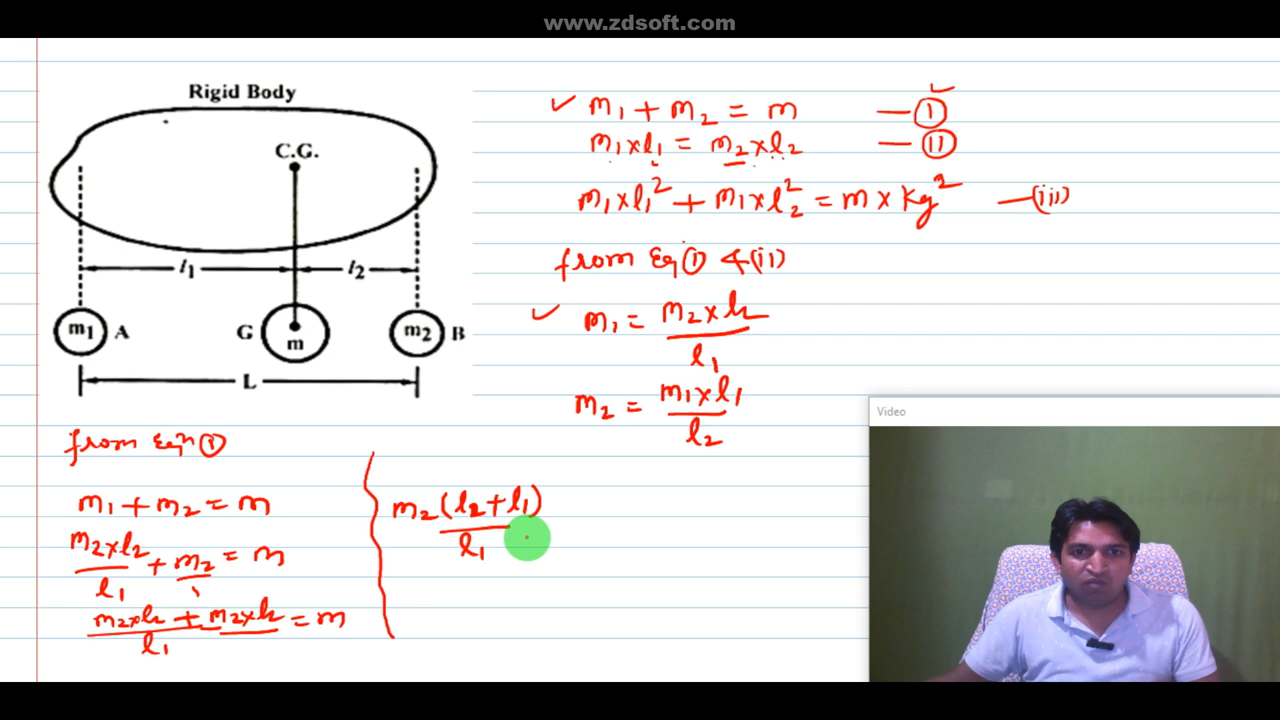 www.zdsoft.com
Rigid Body
C.G.
l1
l2
m1 A
G m
m2 B
L
✓ m1 + m2 = m — (i) ✓
m1 × l1 = m2 × l2 — (ii)
m1 × l1² + m1 × l2² = m × Kg² — (iii)
from Eq (i) & (ii)
✓ m1 = m2 × l2 / l1
m2 = m1 × l1 / l2
from Eqn (i)
m1 + m2 = m
m2 × l2 / l1 + m2 / 1 = m
m2 × l2 + m2 × l2 / l1 = m
m2 (l2 + l1) / l1
Video